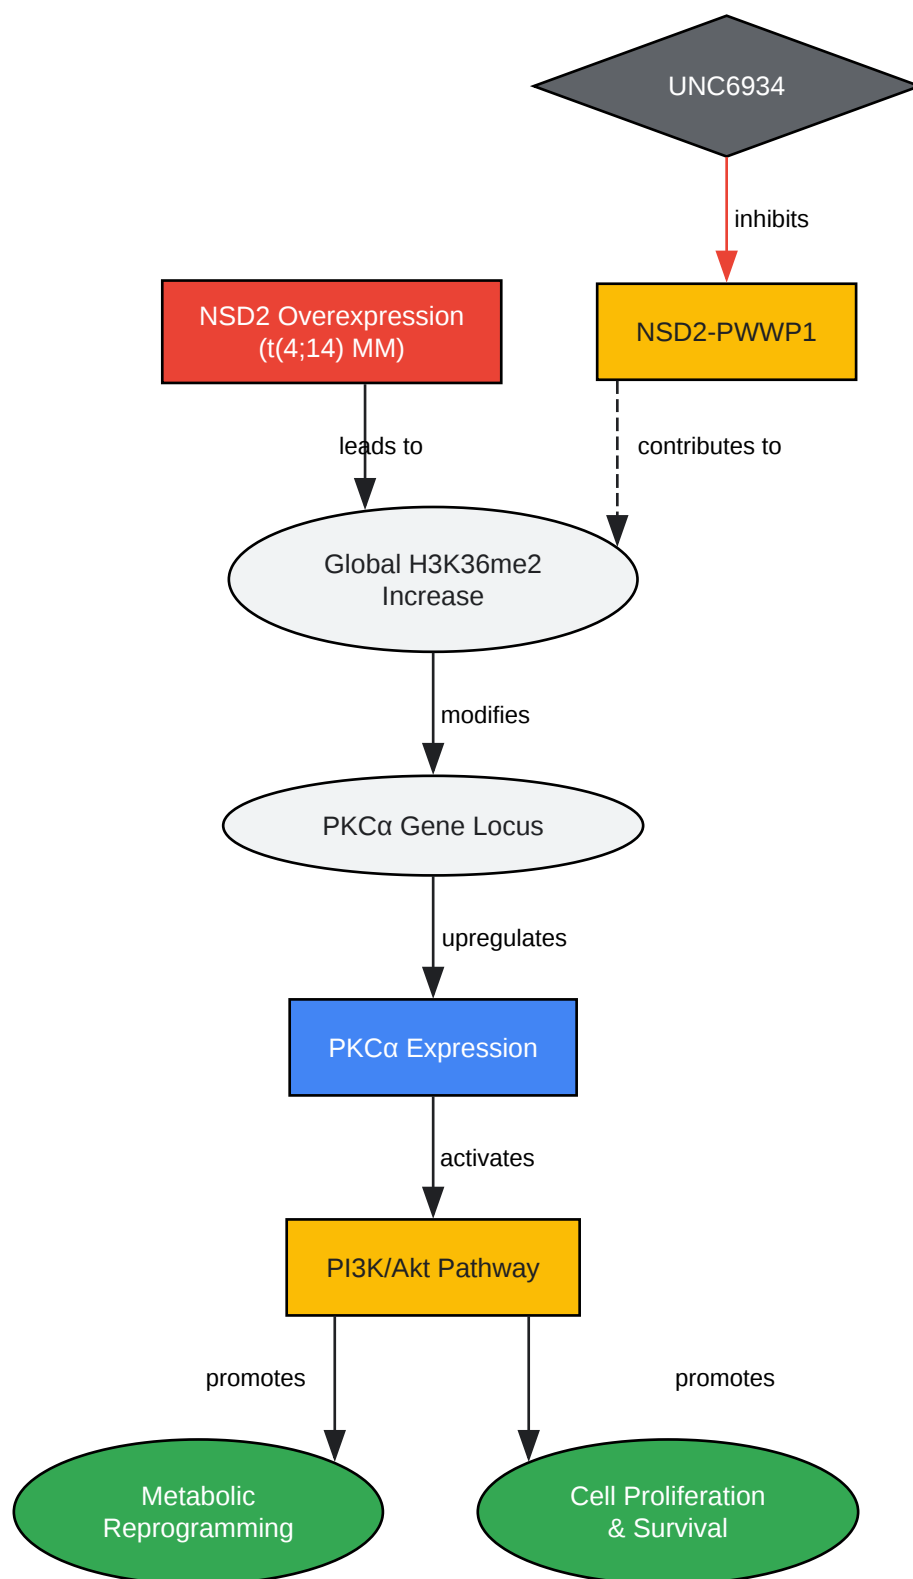 UNC6934
inhibits
NSD2 Overexpression
(t(4;14) MM)
NSD2-PWWP1
leads to
contributes to
Global H3K36me2
Increase
modifies
PKCα Gene Locus
upregulates
PKCα Expression
activates
PI3K/Akt Pathway
promotes
promotes
Metabolic
Reprogramming
Cell Proliferation
& Survival